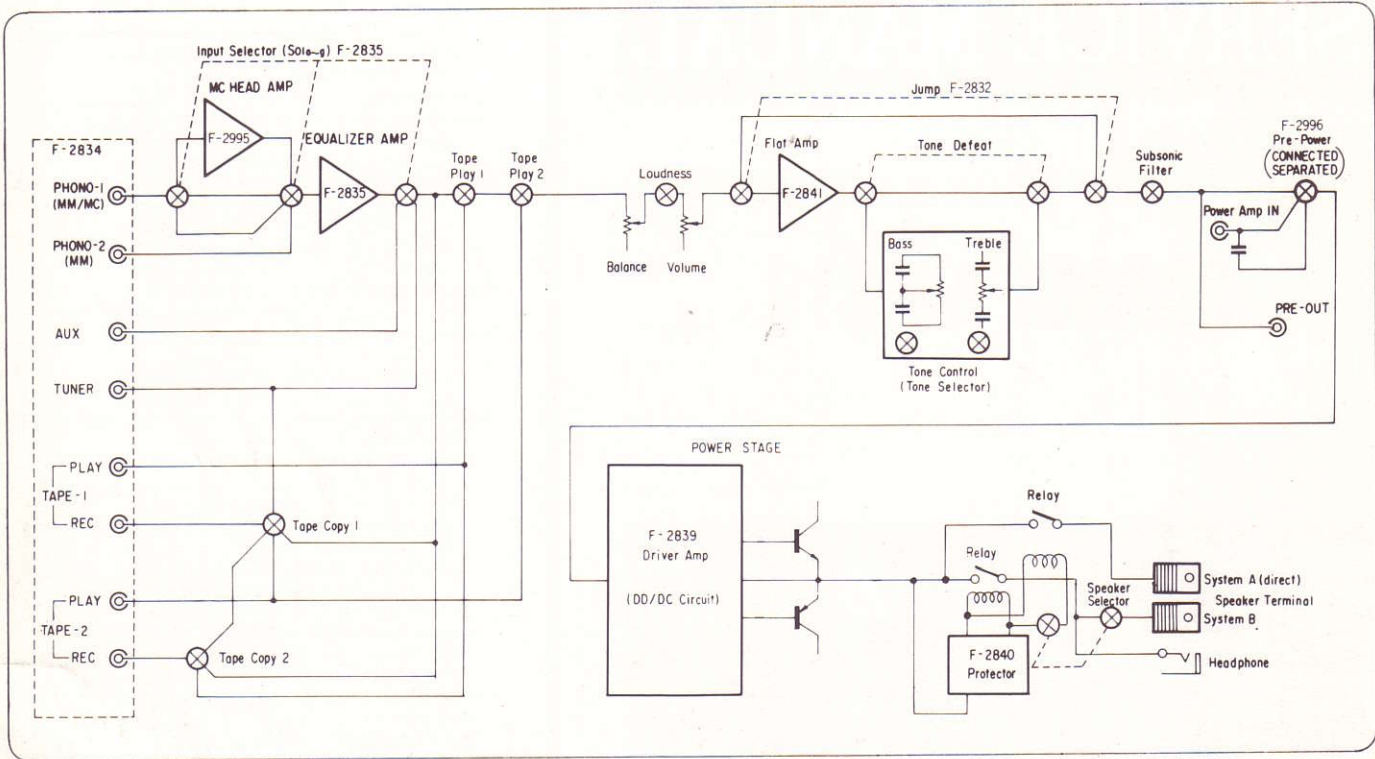 Input Selector (So1a~g) F-2835
MC HEAD AMP
F-2995
EQUALIZER AMP
F-2835
F-2834
PHONO-1
(MM/MC)
PHONO-2
(MM)
AUX
TUNER
PLAY
TAPE-1
REC
PLAY
TAPE-2
REC
Tape Copy 1
Tape Copy 2
Tape
Play 1
Tape
Play 2
Loudness
Balance
Volume
Jump F-2832
Flat Amp
F-2841
Tone Defeat
Bass
Treble
Tone Control
(Tone Selector)
Subsonic
Filter
F-2996
Pre-Power
(CONNECTED
SEPARATED)
Power Amp IN
PRE-OUT
POWER STAGE
F-2839
Driver Amp
(DD/DC Circuit)
Relay
Relay
Speaker
Selector
F-2840
Protector
System A (direct)
Speaker Terminal
System B
Headphone